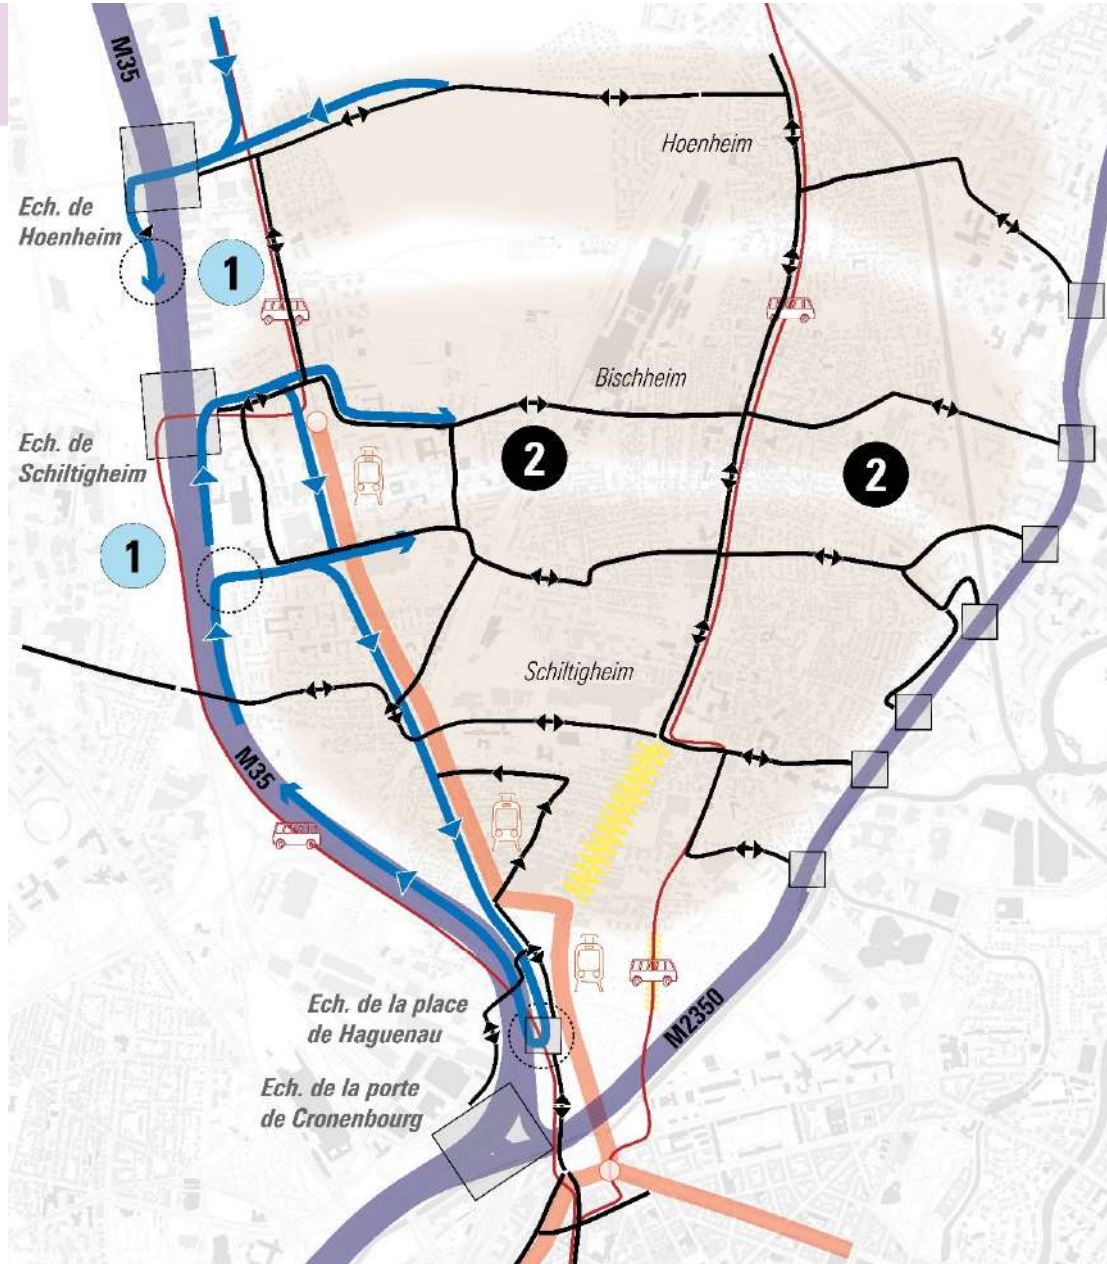 M35
Hoenheim
Ech. de
Hoenheim
1
Bischheim
Ech. de
Schiltigheim
2
2
1
Schiltigheim
M35
Ech. de la place
de Haguenau
M2350
Ech. de la porte
de Cronenbourg